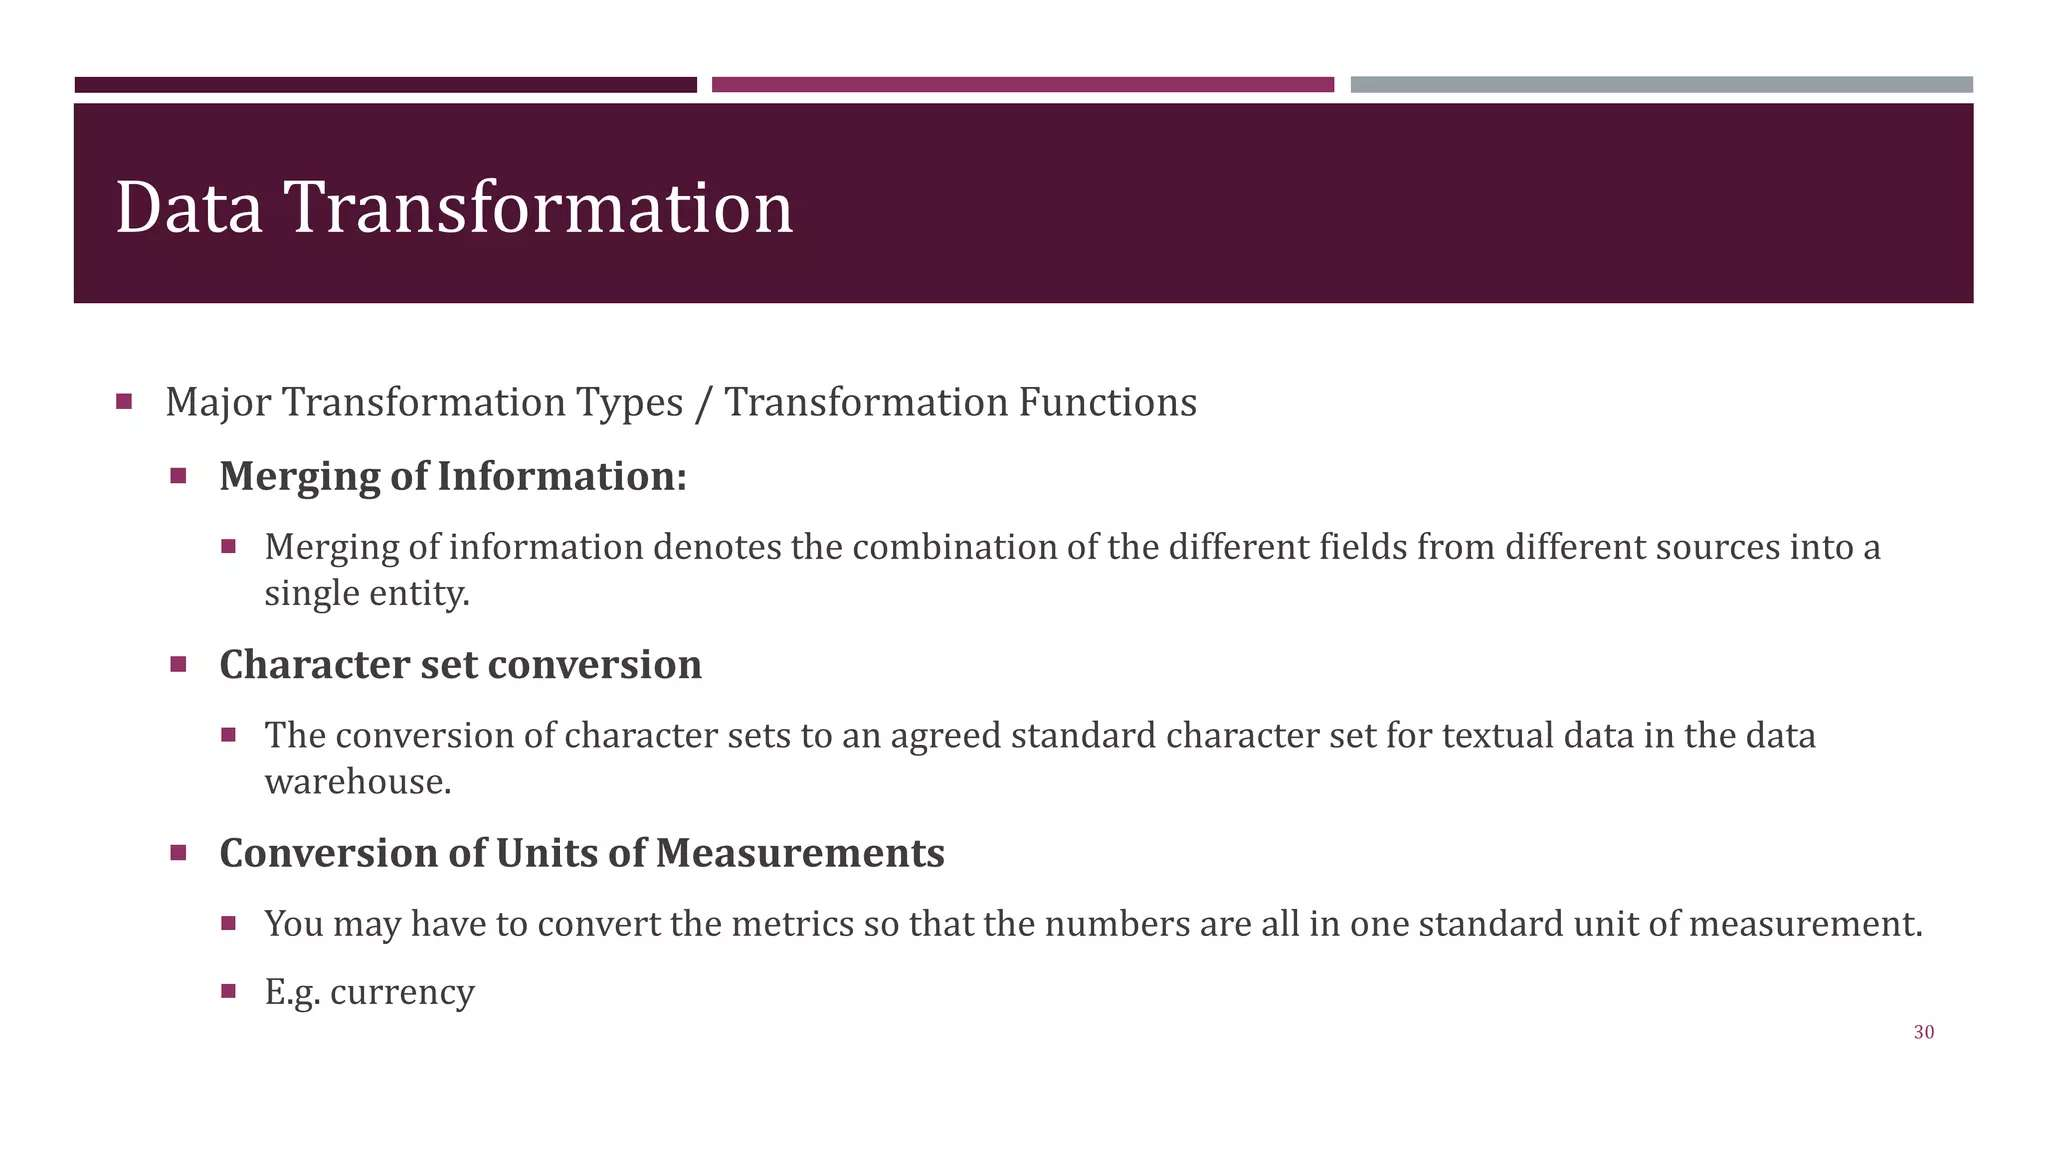 Data Transformation
Major Transformation Types / Transformation Functions
Merging of Information:
Merging of information denotes the combination of the different fields from different sources into a
single entity.
Character set conversion
The conversion of character sets to an agreed standard character set for textual data in the data
warehouse.
Conversion of Units of Measurements
You may have to convert the metrics so that the numbers are all in one standard unit of measurement.
E.g. currency
30